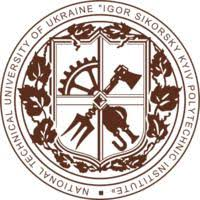 NATIONAL TECHNICAL UNIVERSITY OF UKRAINE "IGOR SIKORSKY KYIV POLYTECHNIC INSTITUTE"